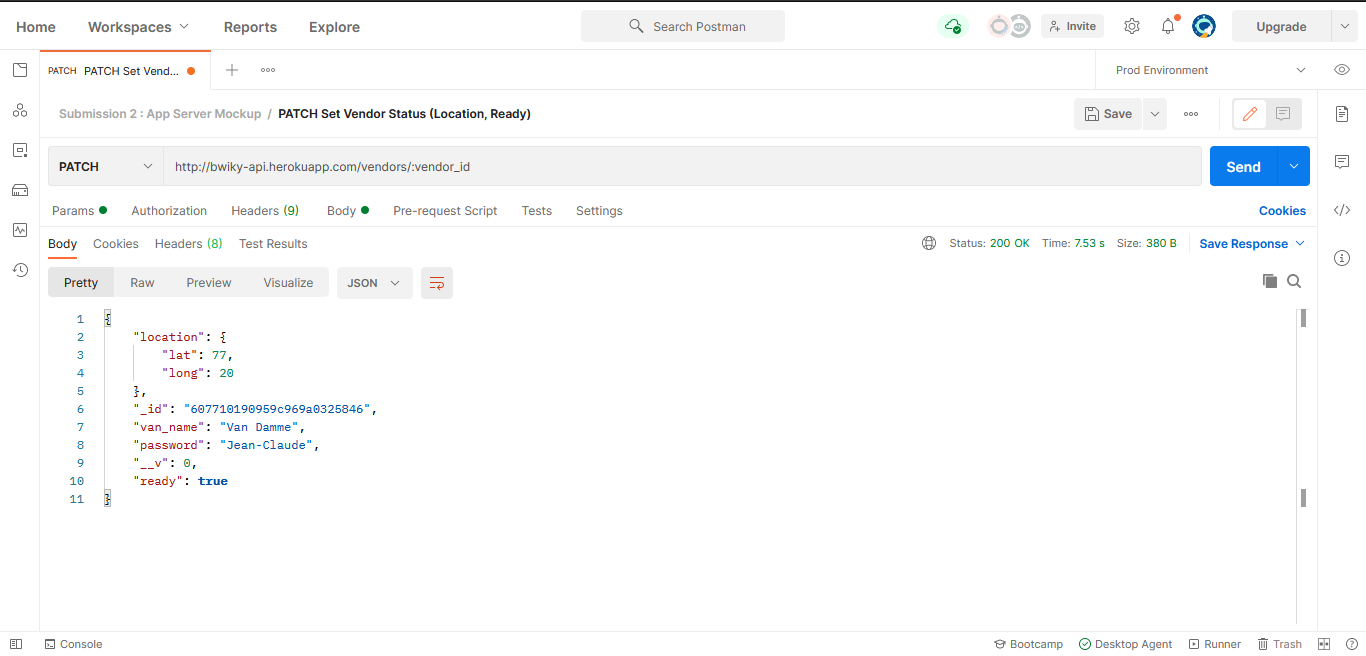 Home Workspaces Reports Explore Search Postman Invite Upgrade
PATCH PATCH Set Vend... Prod Environment
Submission 2 : App Server Mockup / PATCH Set Vendor Status (Location, Ready) Save
PATCH http://bwiky-api.herokuapp.com/vendors/:vendor_id Send
Params Authorization Headers (9) Body Pre-request Script Tests Settings Cookies
Body Cookies Headers (8) Test Results Status: 200 OK Time: 7.53 s Size: 380 B Save Response
Pretty Raw Preview Visualize JSON
1 {
2 "location": {
3 "lat": 77,
4 "long": 20
5 },
6 "_id": "607710190959c969a0325846",
7 "van_name": "Van Damme",
8 "password": "Jean-Claude",
9 "__v": 0,
10 "ready": true
11 }
Console Bootcamp Desktop Agent Runner Trash